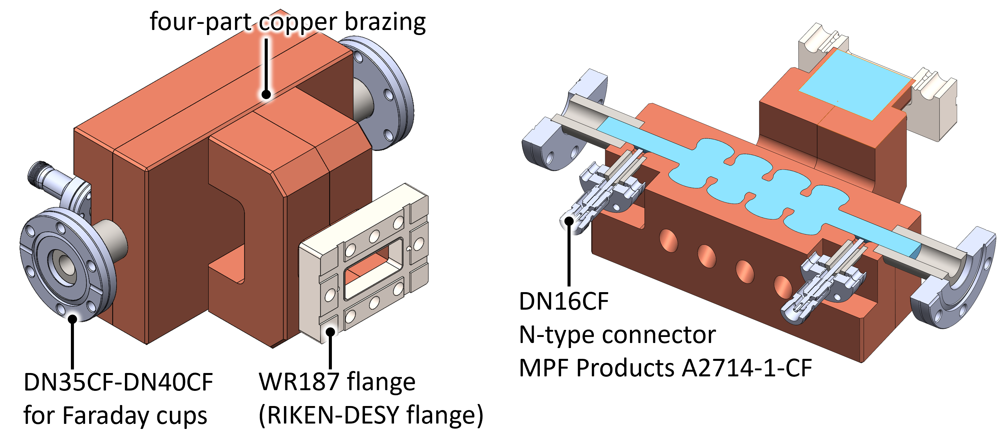 four-part copper brazing
DN35CF-DN40CF
for Faraday cups
WR187 flange
(RIKEN-DESY flange)
DN16CF
N-type connector
MPF Products A2714-1-CF